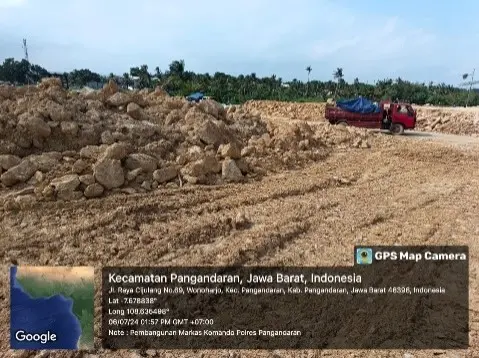 GPS Map Camera
Kecamatan Pangandaran, Jawa Barat, Indonesia
Jl. Raya Cijulang No.69, Wonoharjo, Kec. Pangandaran, Kab. Pangandaran, Jawa Barat 46396, Indonesia
Lat -7.678838°
Long 108.636498°
06/07/24 01:57 PM GMT +07:00
Note : Pembangunan Markas Komando Polres Pangandaran
Google